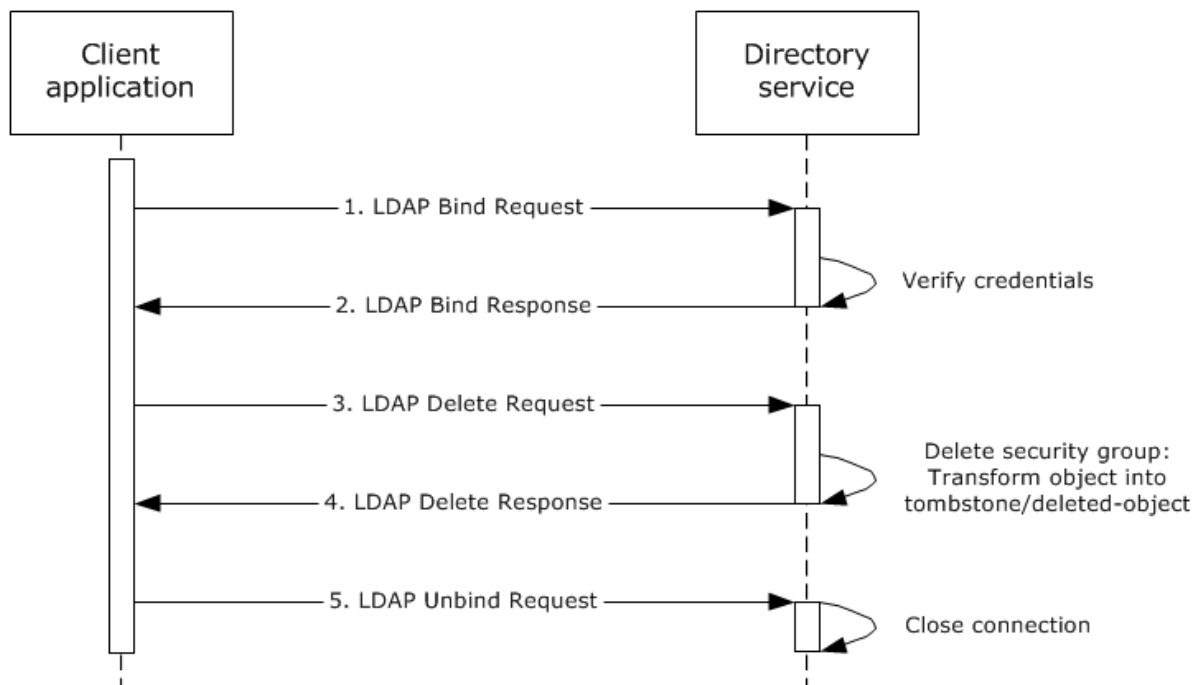 Client
application
Directory
service
1. LDAP Bind Request
Verify credentials
2. LDAP Bind Response
3. LDAP Delete Request
Delete security group:
Transform object into
tombstone/deleted-object
4. LDAP Delete Response
5. LDAP Unbind Request
Close connection